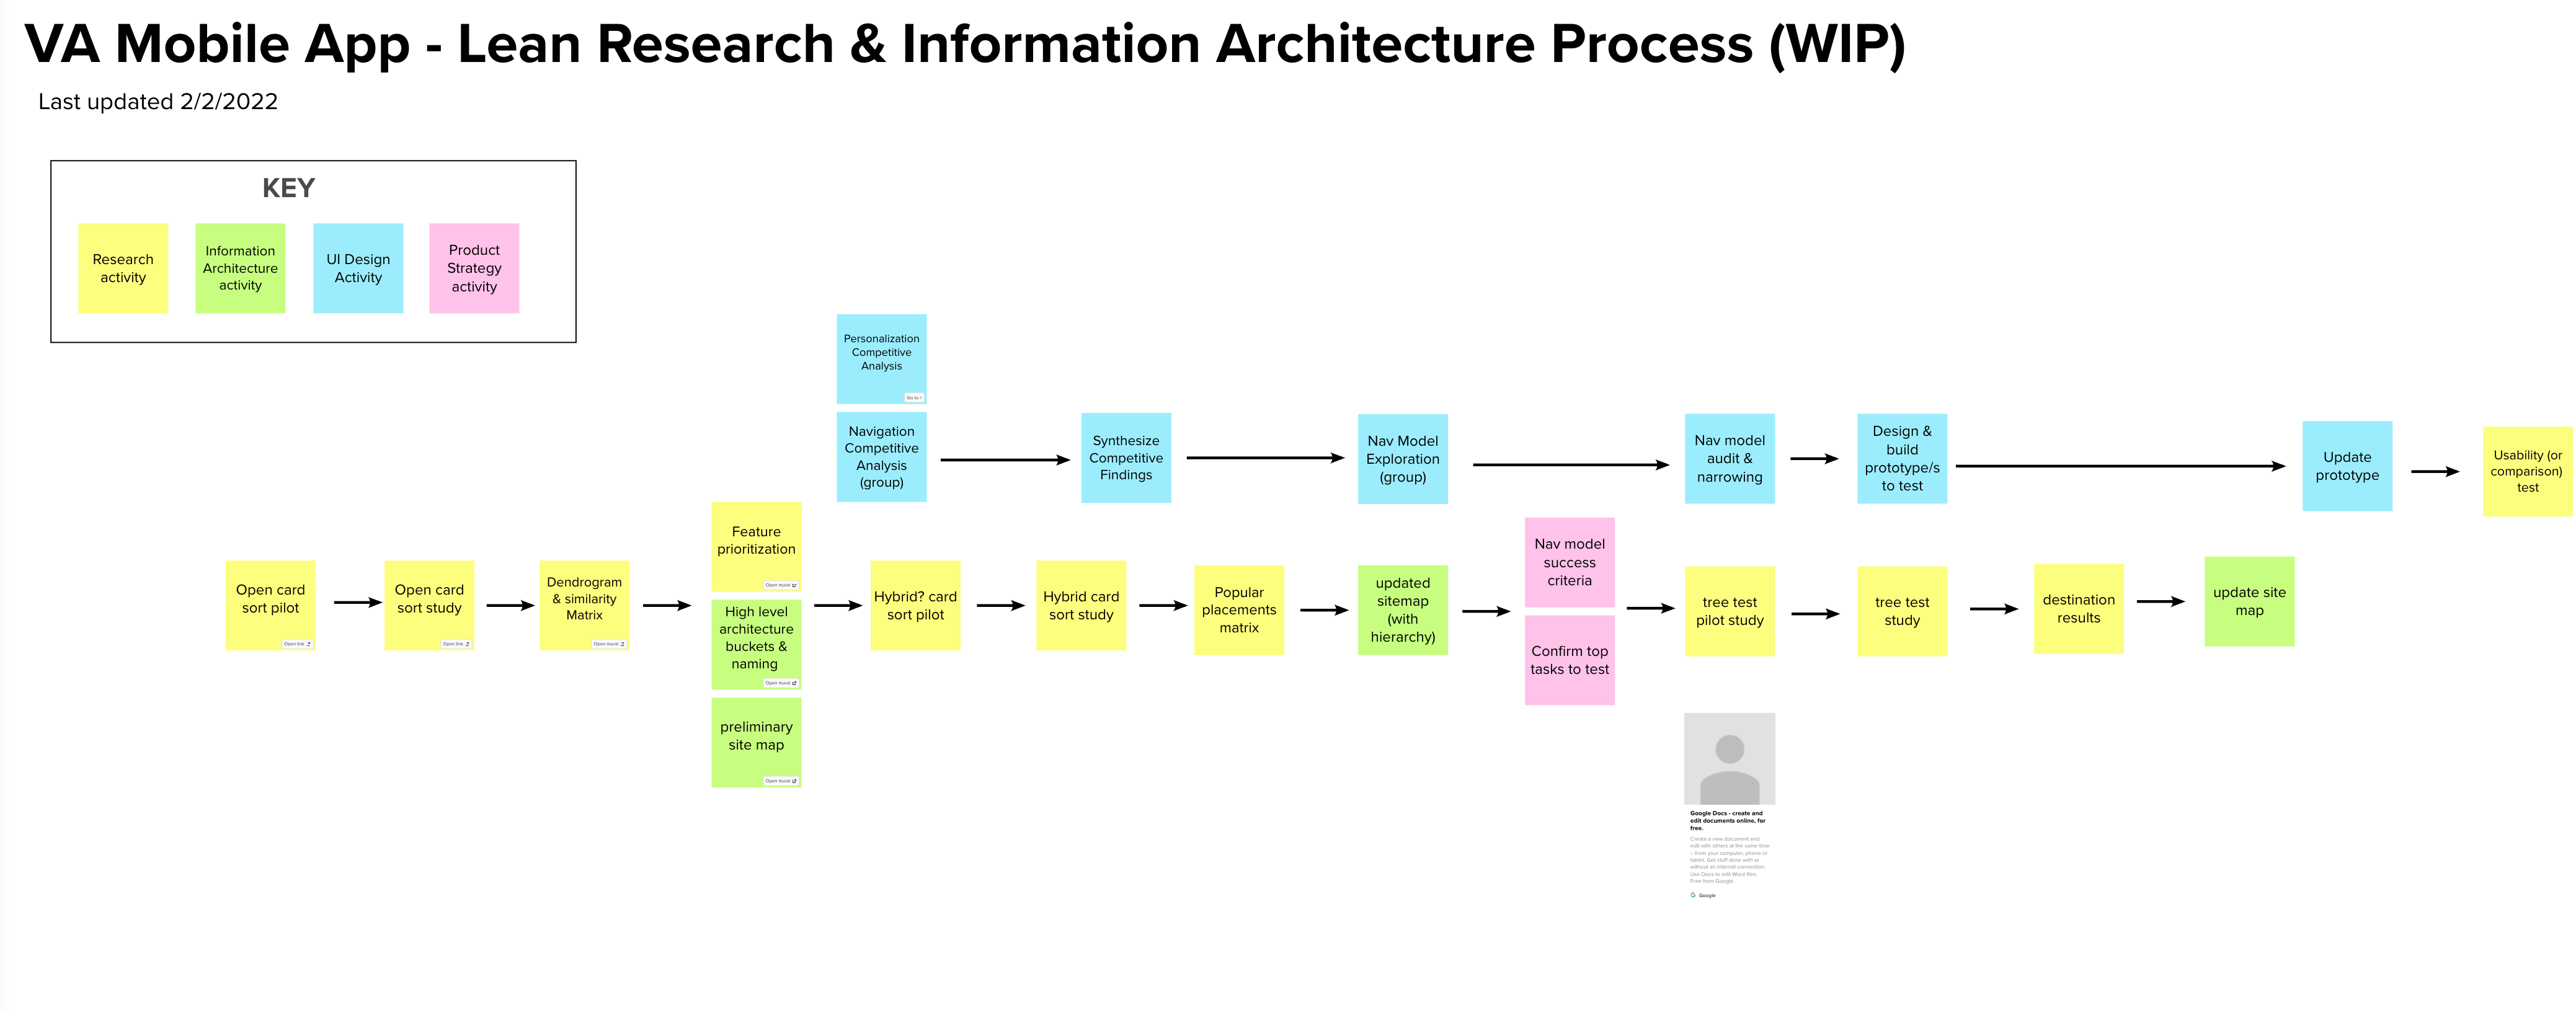 VA Mobile App - Lean Research & Information Architecture Process (WIP)
Last updated 2/2/2022
KEY
Research
activity
Information
Architecture
activity
UI Design
Activity
Product
Strategy
activity
Personalization
Competitive
Analysis
Go to >
Navigation
Competitive
Analysis
(group)
Synthesize
Competitive
Findings
Nav Model
Exploration
(group)
Nav model
audit &
narrowing
Design &
build
prototype/s
to test
Update
prototype
Usability (or
comparison)
test
Open card
sort pilot
Open link
Open card
sort study
Open link
Dendrogram
& similarity
Matrix
Open mural
Feature
prioritization
Open mural
High level
architecture
buckets &
naming
Open mural
preliminary
site map
Open mural
Hybrid? card
sort pilot
Hybrid card
sort study
Popular
placements
matrix
updated
sitemap
(with
hierarchy)
Nav model
success
criteria
Confirm top
tasks to test
tree test
pilot study
tree test
study
destination
results
update site
map
Google Docs - create and
edit documents online, for
free.
Create a new document and
edit with others at the same time
-- from your computer, phone or
tablet. Get stuff done with or
without an internet connection.
Use Docs to edit Word files.
Free from Google.
Google